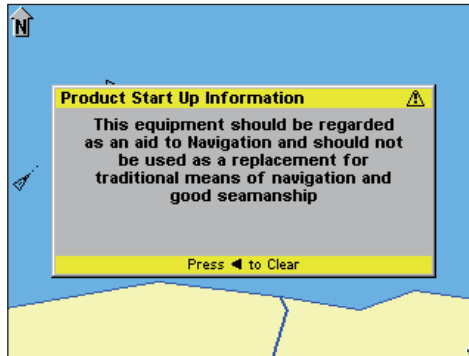 N
Product Start Up Information
This equipment should be regarded
as an aid to Navigation and should not
be used as a replacement for
traditional means of navigation and
good seamanship
Press ◀ to Clear